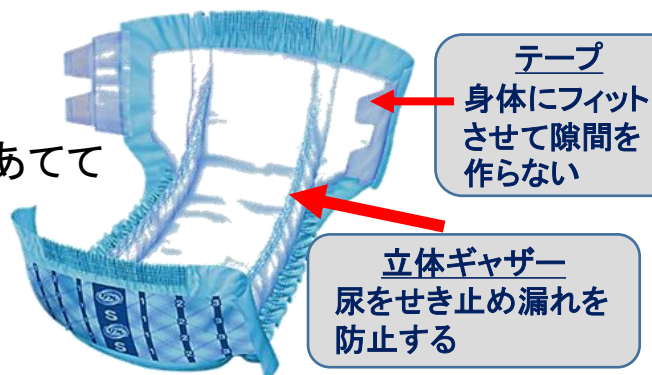 テープ
身体にフィット
させて隙間を
作らない
あてて
立体ギャザー
尿をせき止め漏れを
防止する
S
S